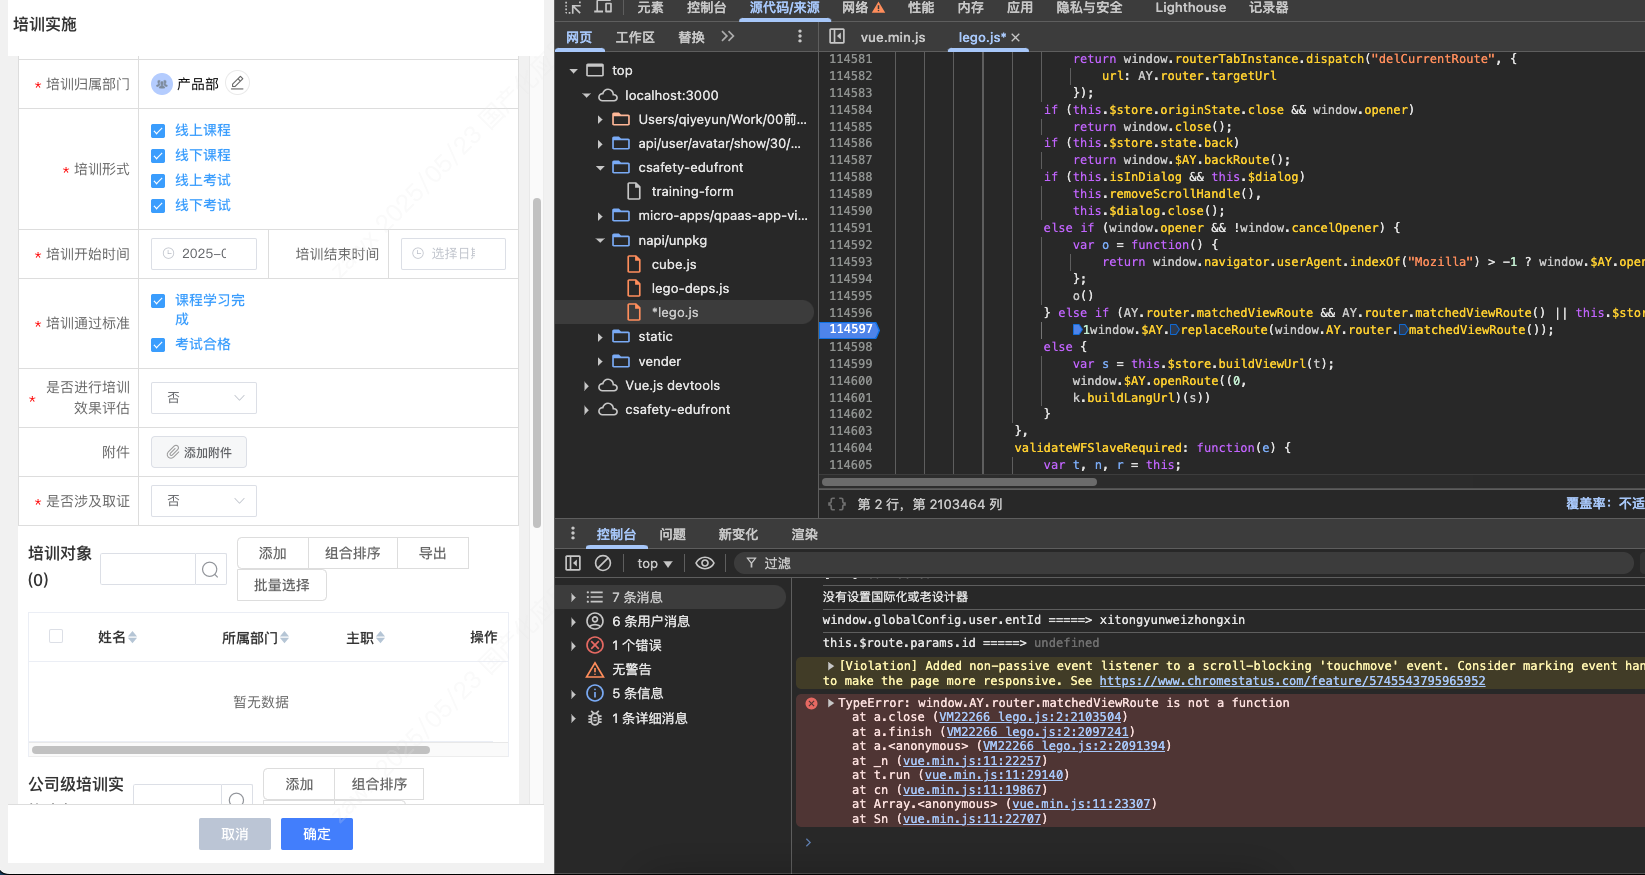 培训实施
* 培训归属部门
产品部
* 培训形式
线上课程
线下课程
线上考试
线下考试
* 培训开始时间
2025-0
培训结束时间
选择日期
* 培训通过标准
课程学习完
成
考试合格
* 是否进行培训
效果评估
否
附件
添加附件
* 是否涉及取证
否
培训对象
(0)
添加
组合排序
导出
批量选择
姓名
所属部门
主职
操作
暂无数据
公司级培训实
添加
组合排序
取消
确定
元素
控制台
源代码/来源
网络
性能
内存
应用
隐私与安全
Lighthouse
记录器
网页
工作区
替换
top
localhost:3000
Users/qiyeyun/Work/00前...
api/user/avatar/show/30/...
csafety-edufront
training-form
micro-apps/qpaas-app-vi...
napi/unpkg
cube.js
lego-deps.js
*lego.js
static
vender
Vue.js devtools
csafety-edufront
vue.min.js
lego.js* ×
114581 return window.routerTabInstance.dispatch("delCurrentRoute", {
114582 url: AY.router.targetUrl
114583 });
114584 if (this.$store.originState.close && window.opener)
114585 return window.close();
114586 if (this.$store.state.back)
114587 return window.$AY.backRoute();
114588 if (this.isInDialog && this.$dialog)
114589 this.removeScrollHandle(),
114590 this.$dialog.close();
114591 else if (window.opener && !window.cancelOpener) {
114592 var o = function() {
114593 return window.navigator.userAgent.indexOf("Mozilla") > -1 ? window.$AY.oper
114594 };
114595 o()
114596 } else if (AY.router.matchedViewRoute && AY.router.matchedViewRoute() || this.$stor
114597 1window.$AY.replaceRoute(window.AY.router.matchedViewRoute());
114598 else {
114599 var s = this.$store.buildViewUrl(t);
114600 window.$AY.openRoute((0,
114601 k.buildLangUrl)(s))
114602 }
114603 },
114604 validateWFSlaveRequired: function(e) {
114605 var t, n, r = this;
{} 第 2 行，第 2103464 列
覆盖率：不适
控制台
问题
新变化
渲染
top
过滤
7 条消息
6 条用户消息
1 个错误
无警告
5 条信息
1 条详细消息
没有设置国际化或老设计器
window.globalConfig.user.entId =====> xitongyunweizhongxin
this.$route.params.id =====> undefined
[Violation] Added non-passive event listener to a scroll-blocking 'touchmove' event. Consider marking event han
to make the page more responsive. See https://www.chromestatus.com/feature/5745543795965952
TypeError: window.AY.router.matchedViewRoute is not a function
at a.close (VM22266 lego.js:2:2103504)
at a.finish (VM22266 lego.js:2:2097241)
at a.<anonymous> (VM22266 lego.js:2:2091394)
at _n (vue.min.js:11:22257)
at t.run (vue.min.js:11:29140)
at cn (vue.min.js:11:19867)
at Array.<anonymous> (vue.min.js:11:23307)
at Sn (vue.min.js:11:22707)